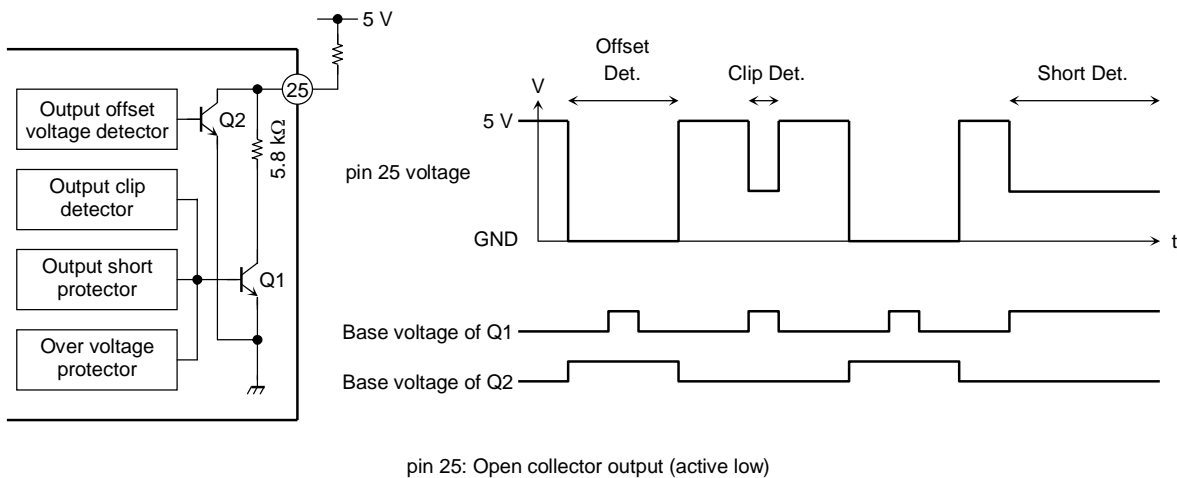 5 V
25
Output offset
voltage detector
Q2
5.8 kΩ
Output clip
detector
Output short
protector
Q1
Over voltage
protector
Offset
Det.
Clip Det.
Short Det.
V
5 V
pin 25 voltage
GND
t
Base voltage of Q1
Base voltage of Q2
pin 25: Open collector output (active low)